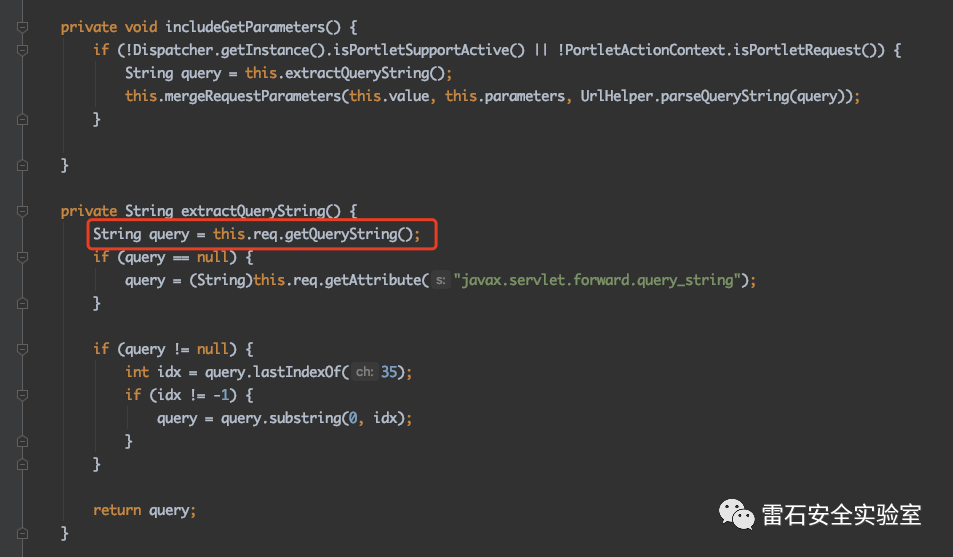 private void includeGetParameters() {
if (!Dispatcher.getInstance().isPortletSupportActive() || !PortletActionContext.isPortletRequest()) {
String query = this.extractQueryString();
this.mergeRequestParameters(this.value, this.parameters, UrlHelper.parseQueryString(query));
}
}
private String extractQueryString() {
String query = this.req.getQueryString();
if (query == null) {
query = (String)this.req.getAttribute( s: "javax.servlet.forward.query_string");
}
if (query != null) {
int idx = query.lastIndexOf( ch: 35);
if (idx != -1) {
query = query.substring(0, idx);
}
}
return query;
}
雷石安全实验室